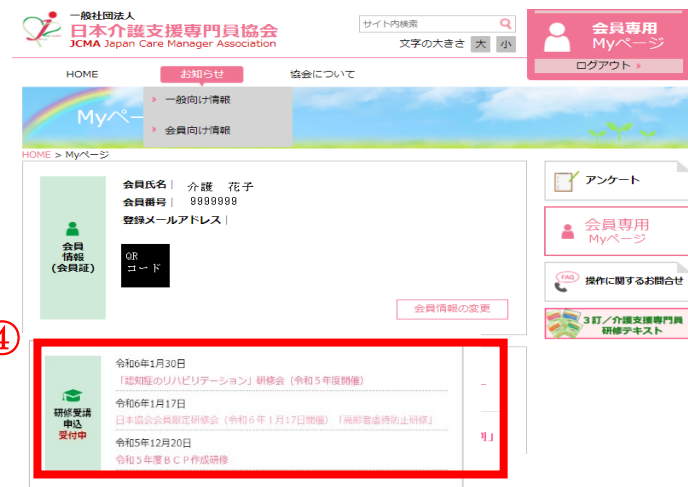 一般社団法人
日本介護支援専門員協会
JCMA Japan Care Manager Association
サイト内検索
文字の大きさ 大 小
会員専用
Myページ
ログアウト
HOME お知らせ 協会について
一般向け情報
会員向け情報
Myペー
HOME > Myページ
会員氏名| 介護 花子
会員番号| 9999999
登録メールアドレス|
会員
情報
(会員証)
QR
コード
会員情報の変更
アンケート
会員専用
Myページ
FAQ 操作に関するお問合せ
3訂/介護支援専門員
研修テキスト
④
研修受講
申込
受付中
令和6年1月30日
「認知症のリハビリテーション」研修会(令和5年度開催)
令和6年1月17日
日本協会会員限定研修会(令和6年1月17日開催)「高齢者虐待防止研修」
令和5年12月20日
令和5年度BCP作成研修